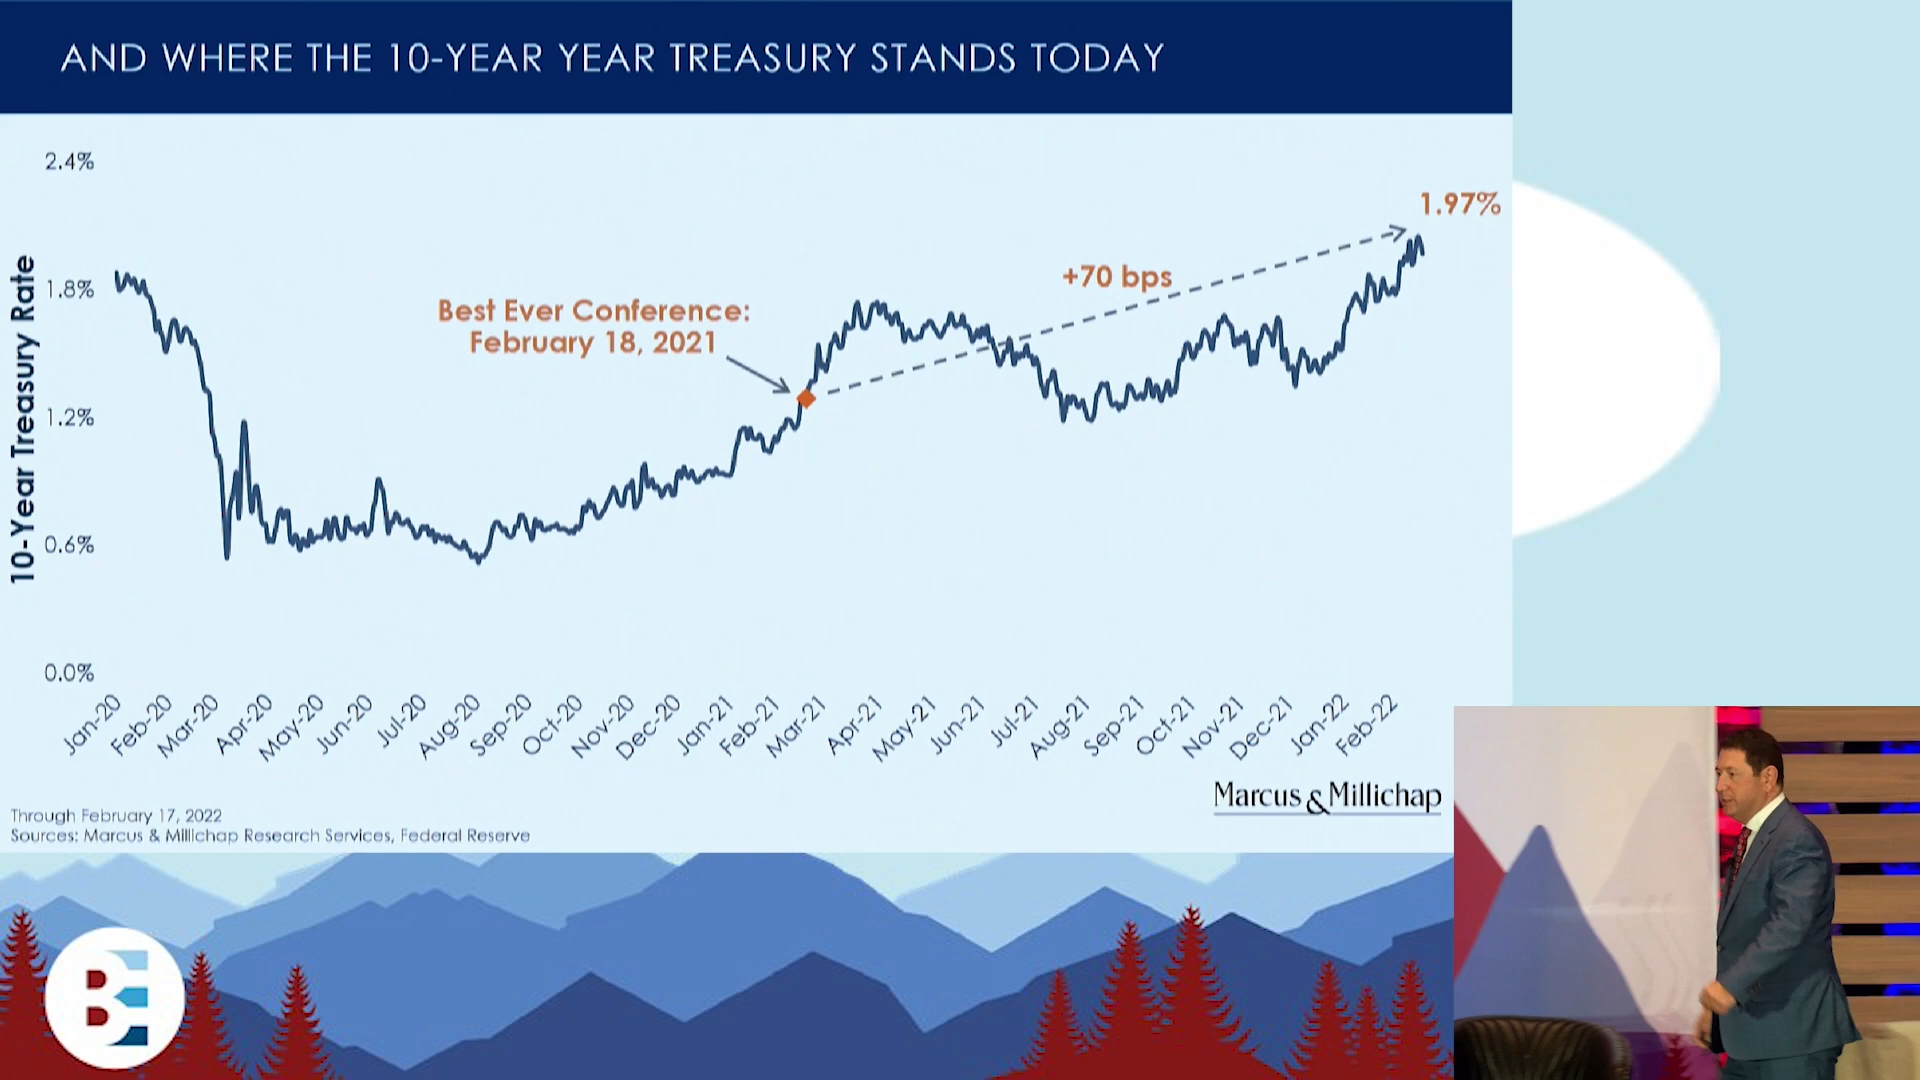 AND WHERE THE 10-YEAR YEAR TREASURY STANDS TODAY
2.4%
1.97%
10-Year Treasury Rate
+70 bps
1.8%
Best Ever Conference:
February 18, 2021
1.2%
0.6%
0.0%
Jan-20
Feb-20
Mar-20
Apr-20
May-20
Jun-20
Jul-20
Aug-20
Sep-20
Oct-20
Nov-20
Dec-20
Jan-21
Feb-21
Mar-21
Apr-21
May-21
Jun-21
Jul-21
Aug-21
Sep-21
Oct-21
Nov-21
Dec-21
Jan-22
Feb-22
Marcus & Millichap
Through February 17, 2022
Sources: Marcus & Millichap Research Services, Federal Reserve
BE